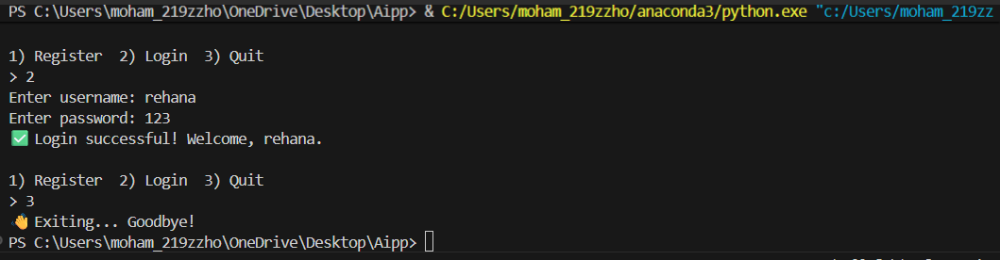 PS C:\Users\moham_219zzho\OneDrive\Desktop\Aipp> & C:/Users/moham_219zzho/anaconda3/python.exe "c:/Users/moham_219zz
1) Register  2) Login  3) Quit
> 2
Enter username: rehana
Enter password: 123
✅ Login successful! Welcome, rehana.
1) Register  2) Login  3) Quit
> 3
👋 Exiting... Goodbye!
PS C:\Users\moham_219zzho\OneDrive\Desktop\Aipp>